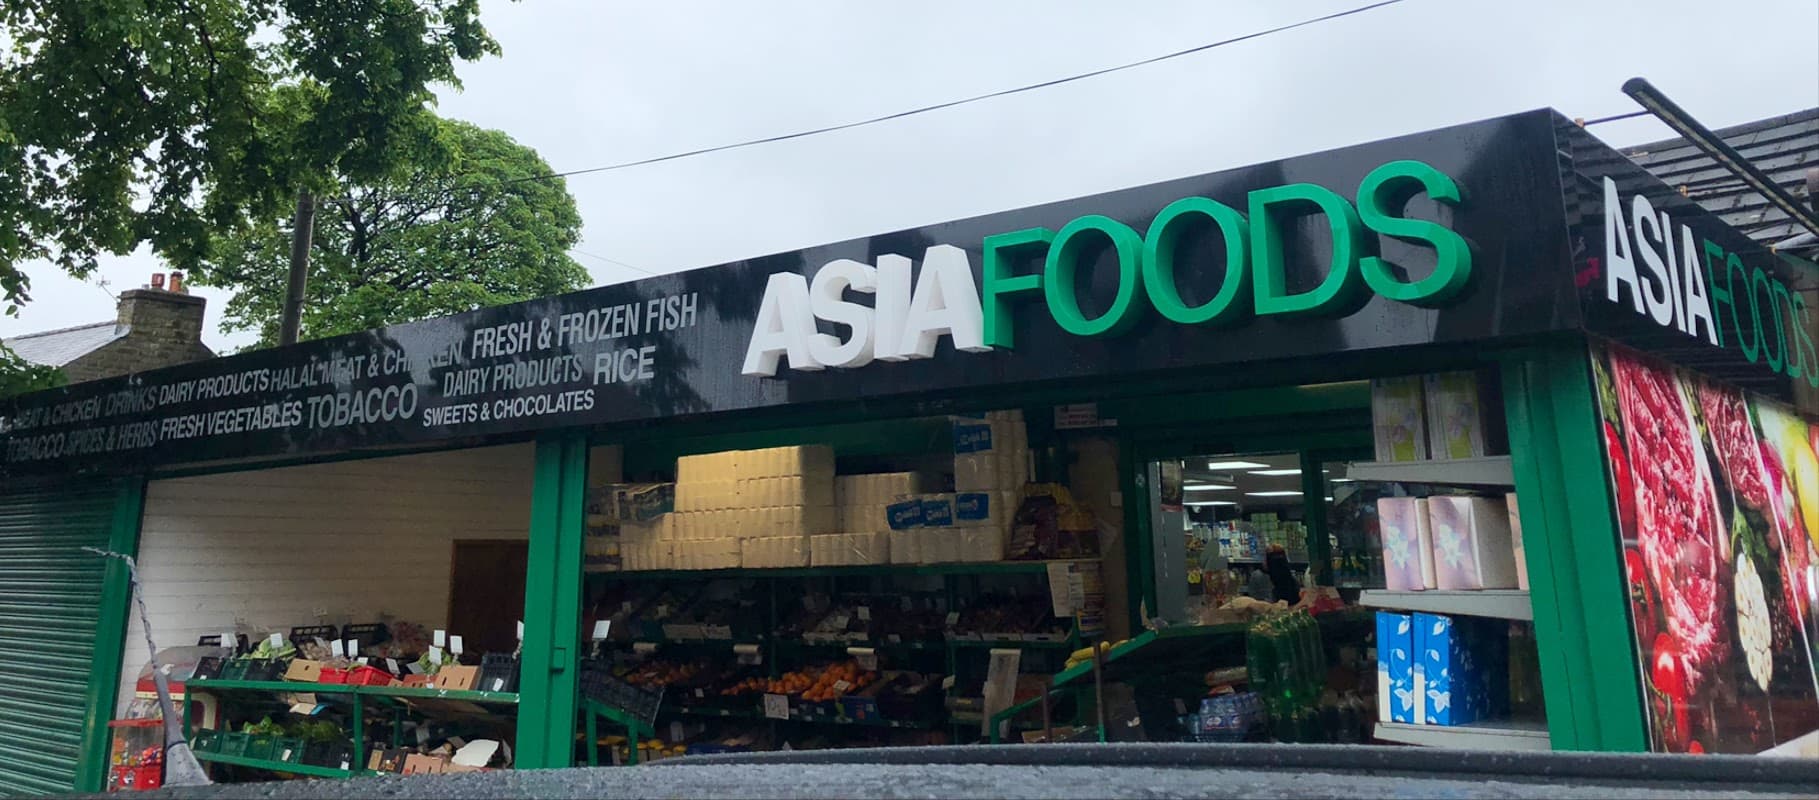 MEAT & CHICKEN DRINKS DAIRY PRODUCTS HALAL MEAT & CHICKEN FRESH & FROZEN FISH
TOBACCO SPICES & HERBS FRESH VEGETABLES TOBACCO DAIRY PRODUCTS RICE
SWEETS & CHOCOLATES
ASIAFOODS
ASIAFOODS